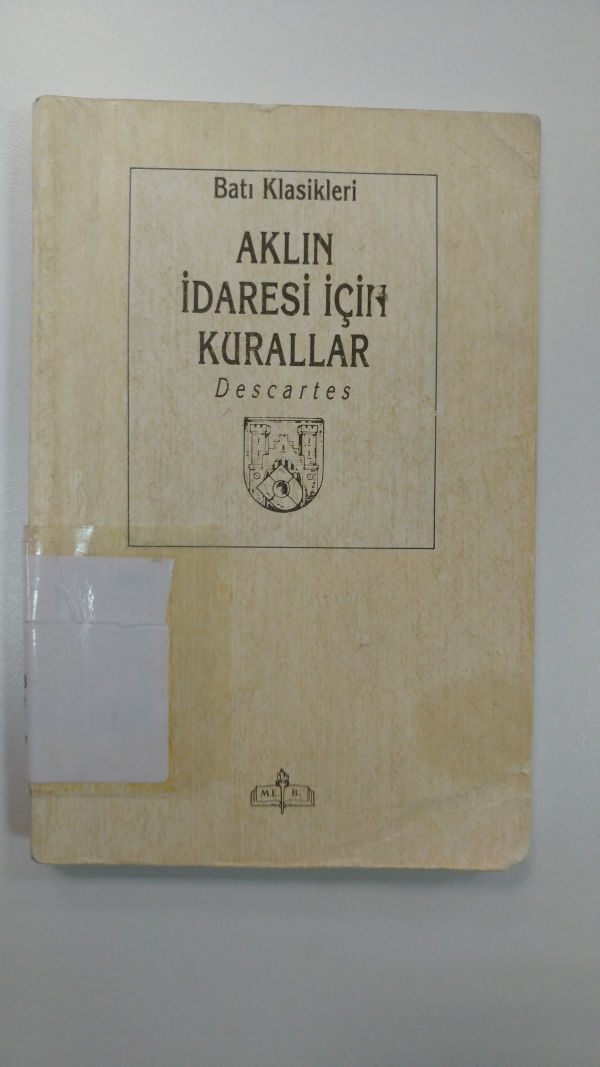 Batı Klasikleri
AKLIN
İDARESİ İÇİN
KURALLAR
Descartes
M.E. B.